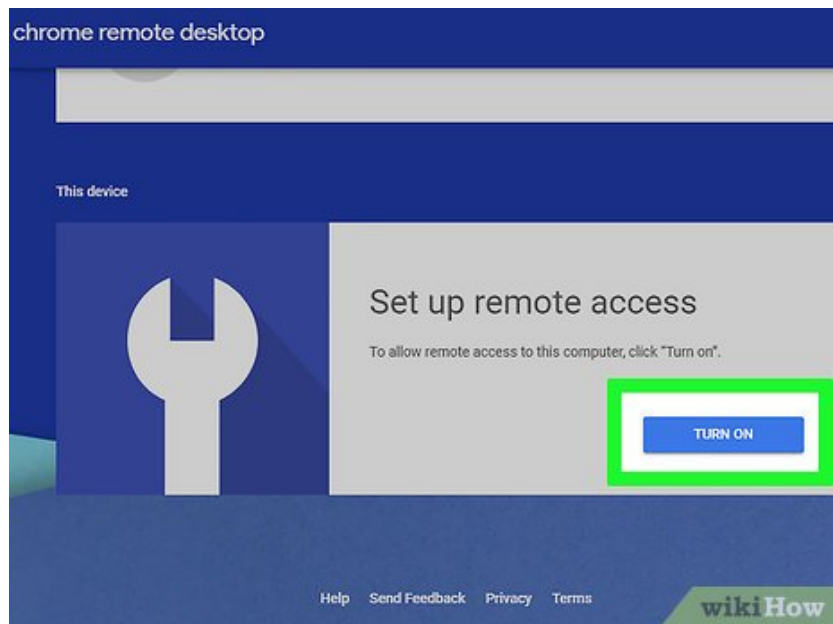 chrome remote desktop
This device
Set up remote access
To allow remote access to this computer, click "Turn on".
TURN ON
Help Send Feedback Privacy Terms
wikiHow